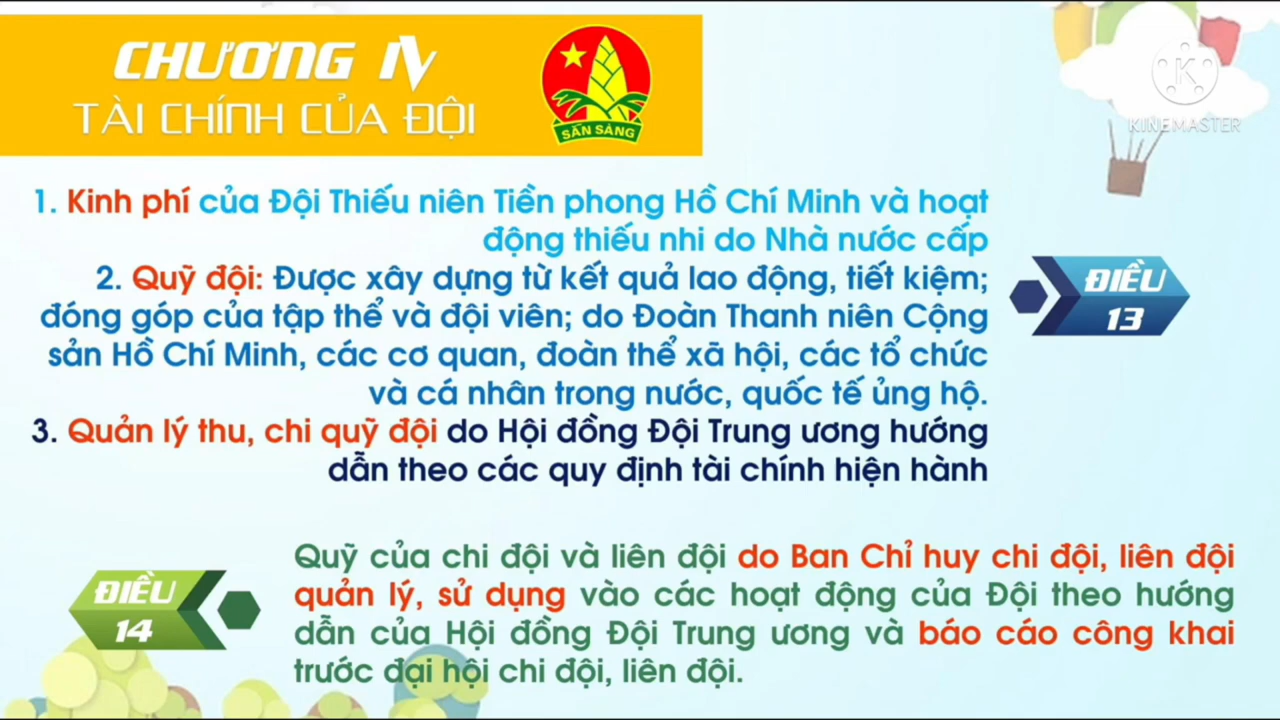 CHƯƠNG IV
TÀI CHÍNH CỦA ĐỘI
SẴN SÀNG
KINEMASTER
1. Kinh phí của Đội Thiếu niên Tiền phong Hồ Chí Minh và hoạt
động thiếu nhi do Nhà nước cấp
2. Quỹ đội: Được xây dựng từ kết quả lao động, tiết kiệm;
đóng góp của tập thể và đội viên; do Đoàn Thanh niên Cộng
sản Hồ Chí Minh, các cơ quan, đoàn thể xã hội, các tổ chức
và cá nhân trong nước, quốc tế ủng hộ.
3. Quản lý thu, chi quỹ đội do Hội đồng Đội Trung ương hướng
dẫn theo các quy định tài chính hiện hành
ĐIỀU
13
ĐIỀU
14
Quỹ của chi đội và liên đội do Ban Chỉ huy chi đội, liên đội
quản lý, sử dụng vào các hoạt động của Đội theo hướng
dẫn của Hội đồng Đội Trung ương và báo cáo công khai
trước đại hội chi đội, liên đội.